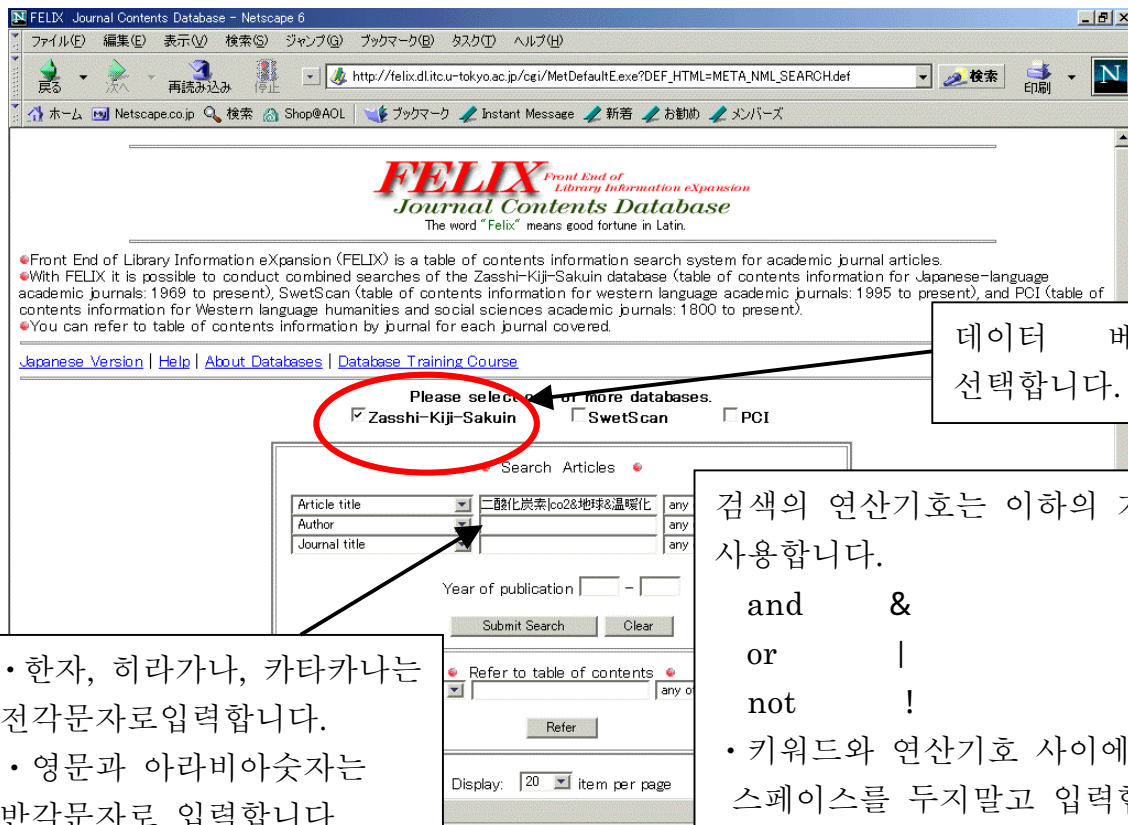 FELIX Journal Contents Database - Netscape 6
ファイル(F) 編集(E) 表示(V) 検索(S) ジャンプ(G) ブックマーク(B) タスク(T) ヘルプ(H)
戻る 次へ 再読み込み 停止 http://felix.dl.itc.u-tokyo.ac.jp/cgi/MetDefaultE.exe?DEF_HTML=META_NML_SEARCH.def 検索 印刷 N
ホーム Netscape.co.jp 検索 Shop@AOL ブックマーク Instant Message 新着 お勧め メンバーズ
FELIX Front End of
Library Information eXpansion
Journal Contents Database
The word "Felix" means good fortune in Latin.
Front End of Library Information eXpansion (FELIX) is a table of contents information search system for academic journal articles.
With FELIX it is possible to conduct combined searches of the Zasshi-Kiji-Sakuin database (table of contents information for Japanese-language
academic journals: 1969 to present), SwetScan (table of contents information for western language academic journals: 1995 to present), and PCI (table of
contents information for Western language humanities and social sciences academic journals: 1800 to present).
You can refer to table of contents information by journal for each journal covered.
Japanese Version | Help | About Databases | Database Training Course
데이터
선택합니다.
Please select or more databases.
Zasshi-Kiji-Sakuin SwetScan PCI
Search Articles
Article title 二酸化炭素|co2&地球&温暖化 any
Author any
Journal title any
Year of publication -
Submit Search Clear
Refer to table of contents
any
Refer
Display: 20 item per page
검색의 연산기호는 이하의
사용합니다.
and &
or |
not !
・키워드와 연산기호 사이에
스페이스를 두지말고
・한자, 히라가나, 카타카나는
전각문자로입력합니다.
・영문과 아라비아숫자는
반각문자로 입력합니다